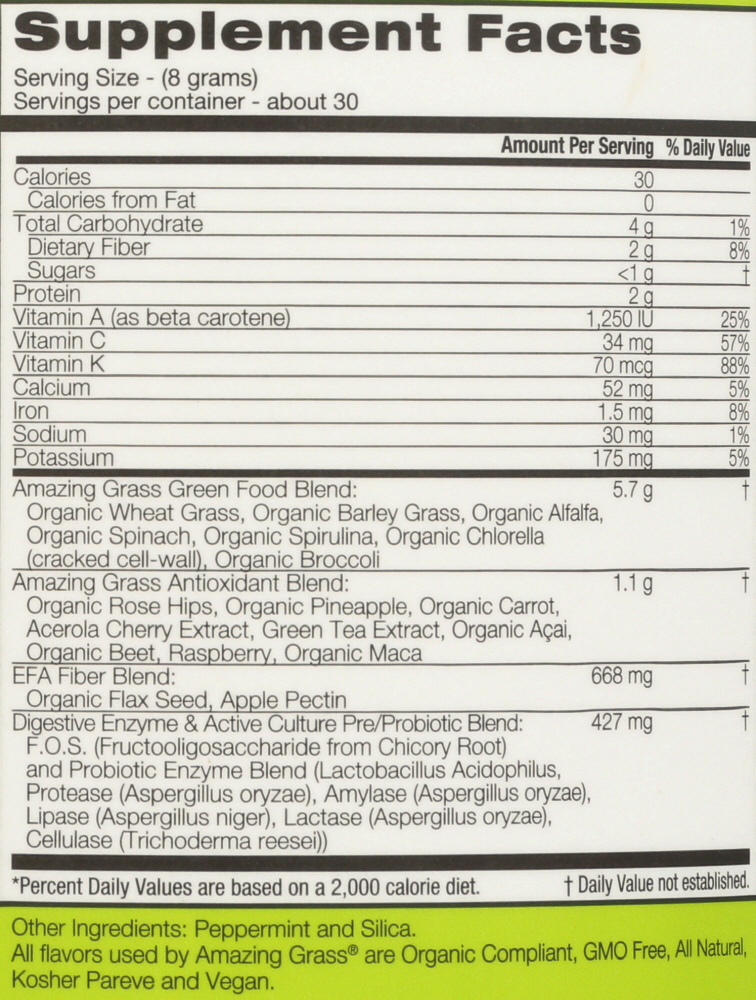 Supplement Facts
Serving Size - (8 grams)
Servings per container - about 30
Amount Per Serving % Daily Value
Calories 30
Calories from Fat 0
Total Carbohydrate 4 g 1%
Dietary Fiber 2 g 8%
Sugars <1 g †
Protein 2 g
Vitamin A (as beta carotene) 1,250 IU 25%
Vitamin C 34 mg 57%
Vitamin K 70 mcg 88%
Calcium 52 mg 5%
Iron 1.5 mg 8%
Sodium 30 mg 1%
Potassium 175 mg 5%
Amazing Grass Green Food Blend: 5.7 g †
Organic Wheat Grass, Organic Barley Grass, Organic Alfalfa,
Organic Spinach, Organic Spirulina, Organic Chlorella
(cracked cell-wall), Organic Broccoli
Amazing Grass Antioxidant Blend: 1.1 g †
Organic Rose Hips, Organic Pineapple, Organic Carrot,
Acerola Cherry Extract, Green Tea Extract, Organic Açai,
Organic Beet, Raspberry, Organic Maca
EFA Fiber Blend: 668 mg †
Organic Flax Seed, Apple Pectin
Digestive Enzyme & Active Culture Pre/Probiotic Blend: 427 mg †
F.O.S. (Fructooligosaccharide from Chicory Root)
and Probiotic Enzyme Blend (Lactobacillus Acidophilus,
Protease (Aspergillus oryzae), Amylase (Aspergillus oryzae),
Lipase (Aspergillus niger), Lactase (Aspergillus oryzae),
Cellulase (Trichoderma reesei))
*Percent Daily Values are based on a 2,000 calorie diet. † Daily Value not established.
Other Ingredients: Peppermint and Silica.
All flavors used by Amazing Grass® are Organic Compliant, GMO Free, All Natural,
Kosher Pareve and Vegan.